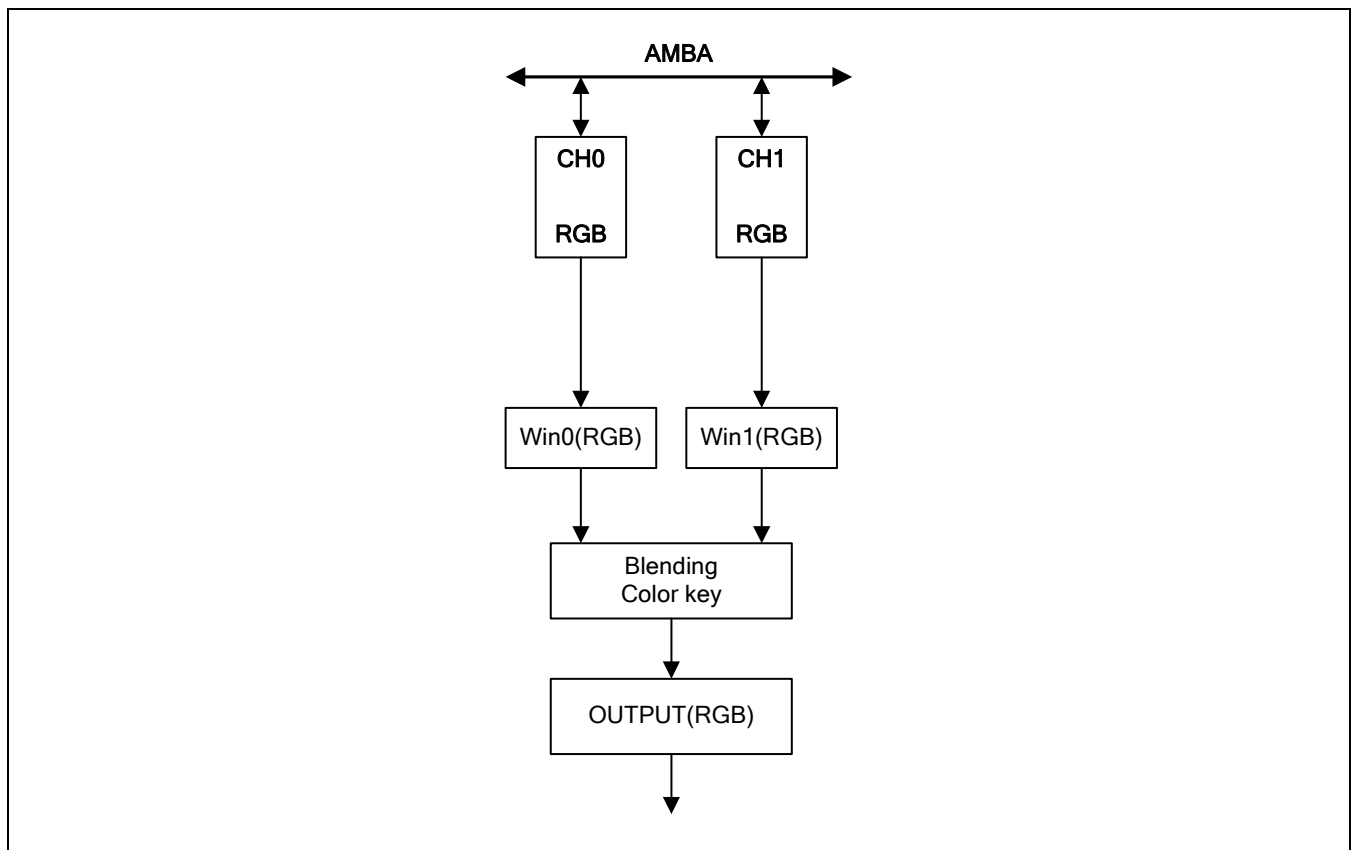 AMBA
CH0
RGB
CH1
RGB
Win0(RGB)
Win1(RGB)
Blending
Color key
OUTPUT(RGB)